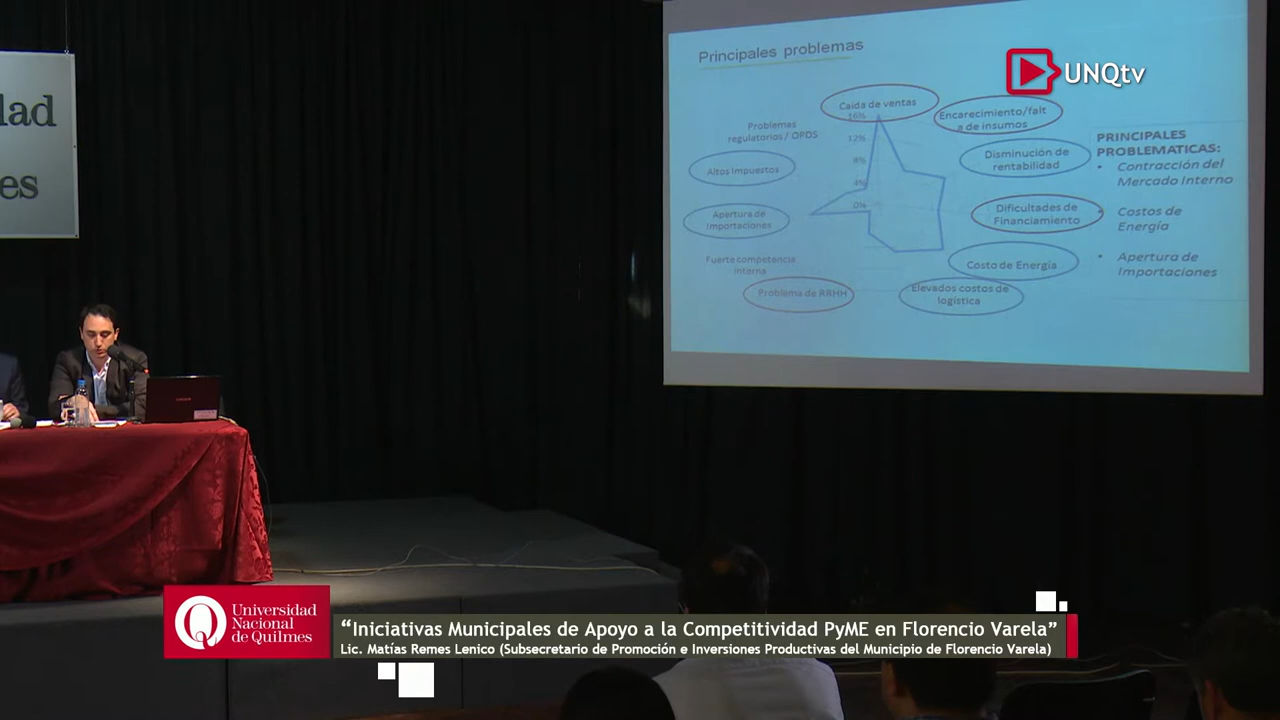 dad
es
Principales problemas
UNQtv
Caída de ventas
16%
12%
8%
4%
0%
Encarecimiento/falt
a de insumos
Disminución de
rentabilidad
Dificultades de
Financiamiento
Costo de Energía
Elevados costos de
logística
Problema de RRHH
Fuerte competencia
interna
Apertura de
Importaciones
Altos Impuestos
Problemas
regulatorios / OPDS
PRINCIPALES
PROBLEMATICAS:
• Contracción del
Mercado Interno
• Costos de
Energía
• Apertura de
Importaciones
Universidad
Nacional
de Quilmes
“Iniciativas Municipales de Apoyo a la Competitividad PyME en Florencio Varela”
Lic. Matías Remes Lenico (Subsecretario de Promoción e Inversiones Productivas del Municipio de Florencio Varela)